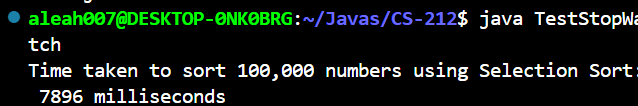 aleah007@DESKTOP-0NK0BRG:~/Javas/CS-212$ java TestStopWa
tch
Time taken to sort 100,000 numbers using Selection Sort:
 7896 milliseconds